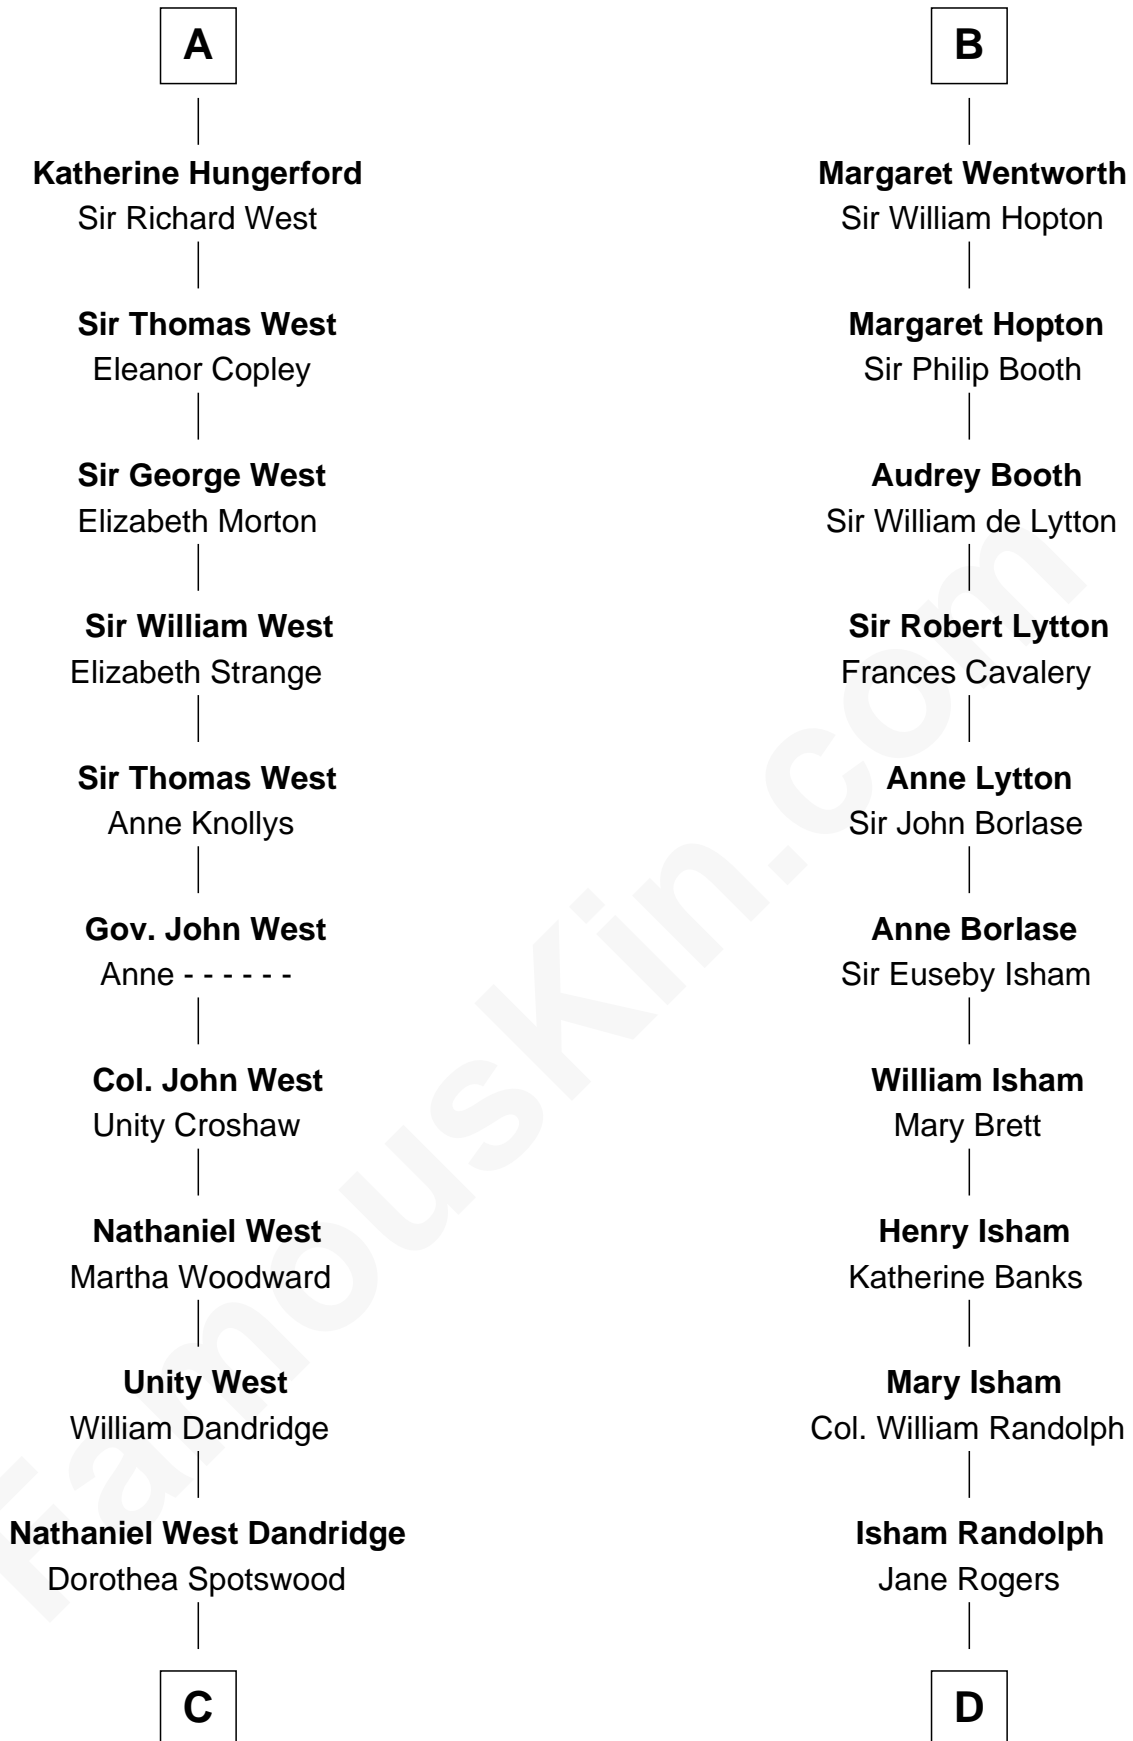 A
Katherine Hungerford
Sir Richard West
Sir Thomas West
Eleanor Copley
Sir George West
Elizabeth Morton
Sir William West
Elizabeth Strange
Sir Thomas West
Anne Knollys
Gov. John West
Anne - - - - - -
Col. John West
Unity Croshaw
Nathaniel West
Martha Woodward
Unity West
William Dandridge
Nathaniel West Dandridge
Dorothea Spotswood
C
B
Margaret Wentworth
Sir William Hopton
Margaret Hopton
Sir Philip Booth
Audrey Booth
Sir William de Lytton
Sir Robert Lytton
Frances Cavalery
Anne Lytton
Sir John Borlase
Anne Borlase
Sir Euseby Isham
William Isham
Mary Brett
Henry Isham
Katherine Banks
Mary Isham
Col. William Randolph
Isham Randolph
Jane Rogers
D
FamousKin.com